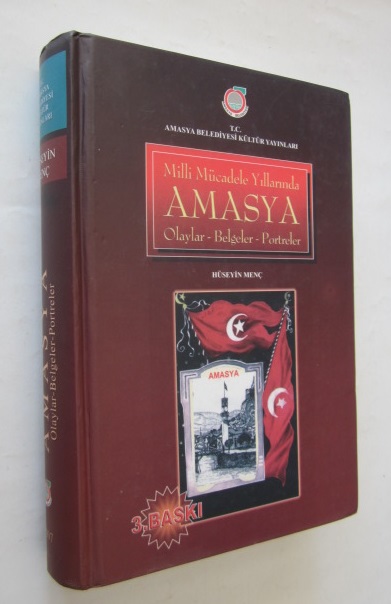 T.C.
AMASYA BELEDİYESİ KÜLTÜR YAYINLARI
Milli Mücadele Yıllarında
AMASYA
Olaylar - Belgeler - Portreler
HÜSEYİN MENÇ
AMASYA
3. BASKI
AMASYA
Olaylar-Belgeler-Portreler